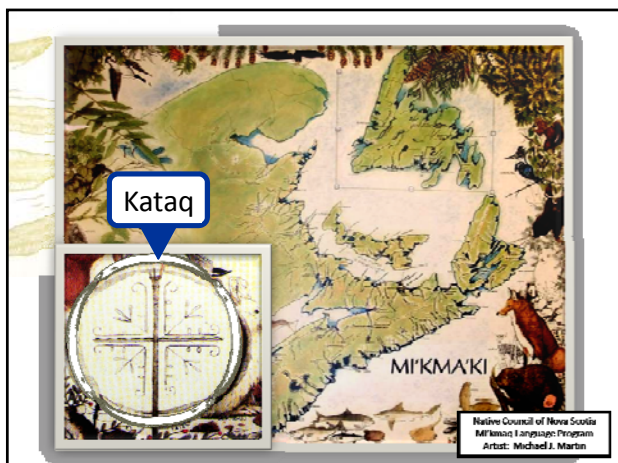 Kataq
MI'KMA'KI
Native Council of Nova Scotia
Mi'kmaq Language Program
Artist: Michael J. Martin